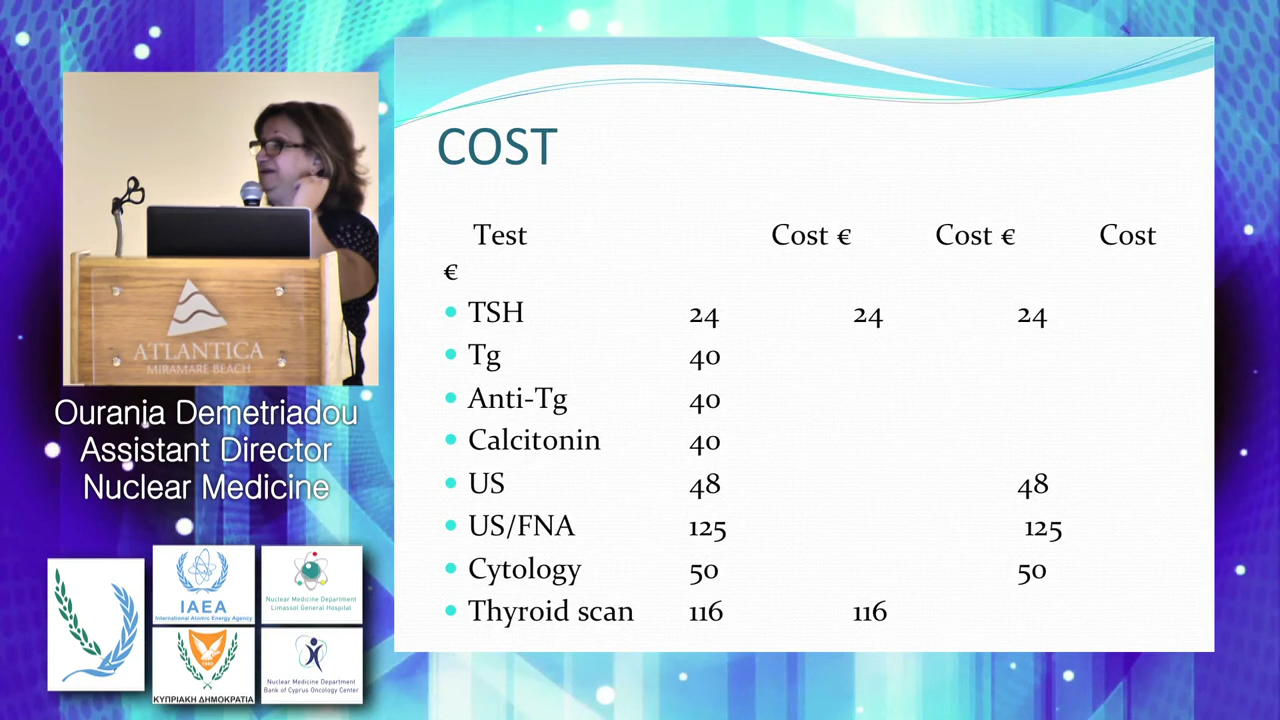 COST
Test Cost € Cost € Cost
€
TSH 24 24 24
Tg 40
Anti-Tg 40
Calcitonin 40
US 48 48
US/FNA 125 125
Cytology 50 50
Thyroid scan 116 116
ATLANTICA
MIRAMARE BEACH
Ourania Demetriadou
Assistant Director
Nuclear Medicine
IAEA
International Atomic Energy Agency
Nuclear Medicine Department
Limassol General Hospital
1960
ΚΥΠΡΙΑΚΗ ΔΗΜΟΚΡΑΤΙΑ
Nuclear Medicine Department
Bank of Cyprus Oncology Center